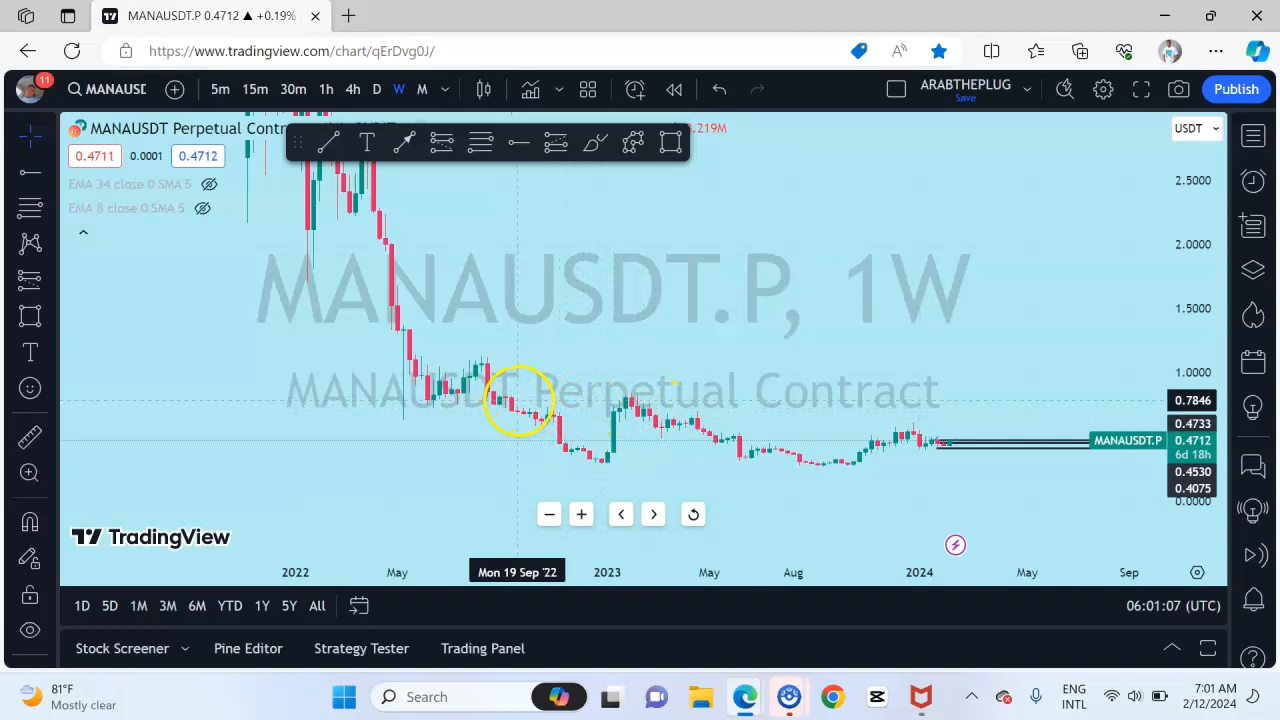 MANAUSDT.P 0.4712 ▲ +0.19%
https://www.tradingview.com/chart/qErDvg0J/
11
MANAUSD
5m 15m 30m 1h 4h D W M
ARABTHEPLUG
Save
Publish
MANAUSDT Perpetual Contr
.219M
USDT
0.4711 0.0001 0.4712
EMA 34 close 0 SMA 5
EMA 8 close 0 SMA 5
2.5000
2.0000
1.5000
1.0000
0.7846
0.4733
MANAUSDT.P 0.4712
6d 18h
0.4530
0.4075
0.0000
MANAUSDT.P, 1W
MANAUSDT Perpetual Contract
TradingView
2022 May Mon 19 Sep '22 2023 May Aug 2024 May Sep
1D 5D 1M 3M 6M YTD 1Y 5Y All
06:01:07 (UTC)
Stock Screener Pine Editor Strategy Tester Trading Panel
81°F
Mostly clear
Search
ENG
INTL
7:01 AM
2/12/2024